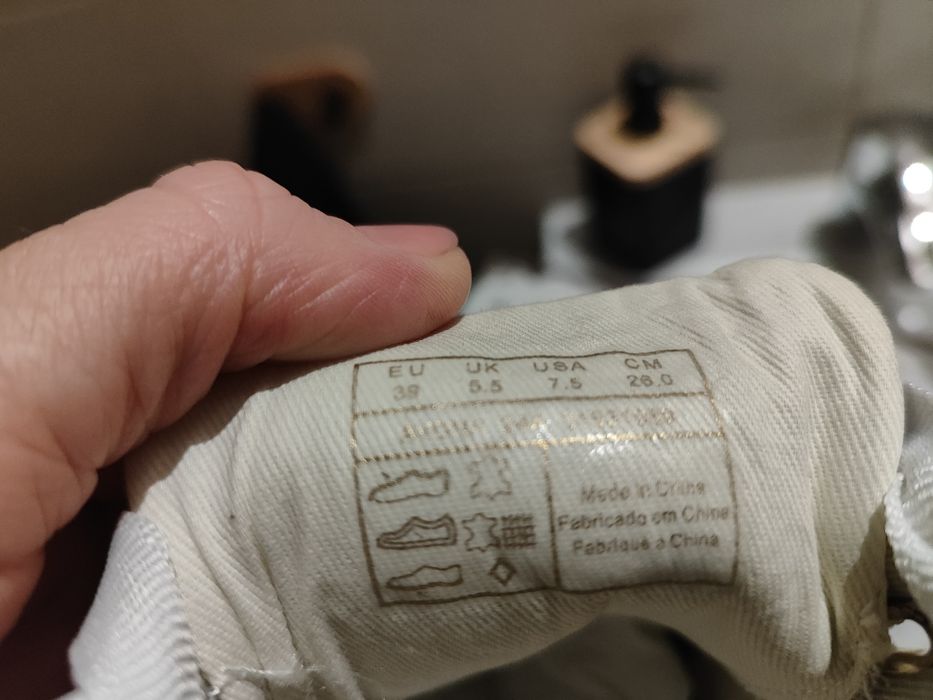 EU UK USA CM
39 5.5 7.5 26.0
Made in China
Fabricado em China
Fabriqué a China